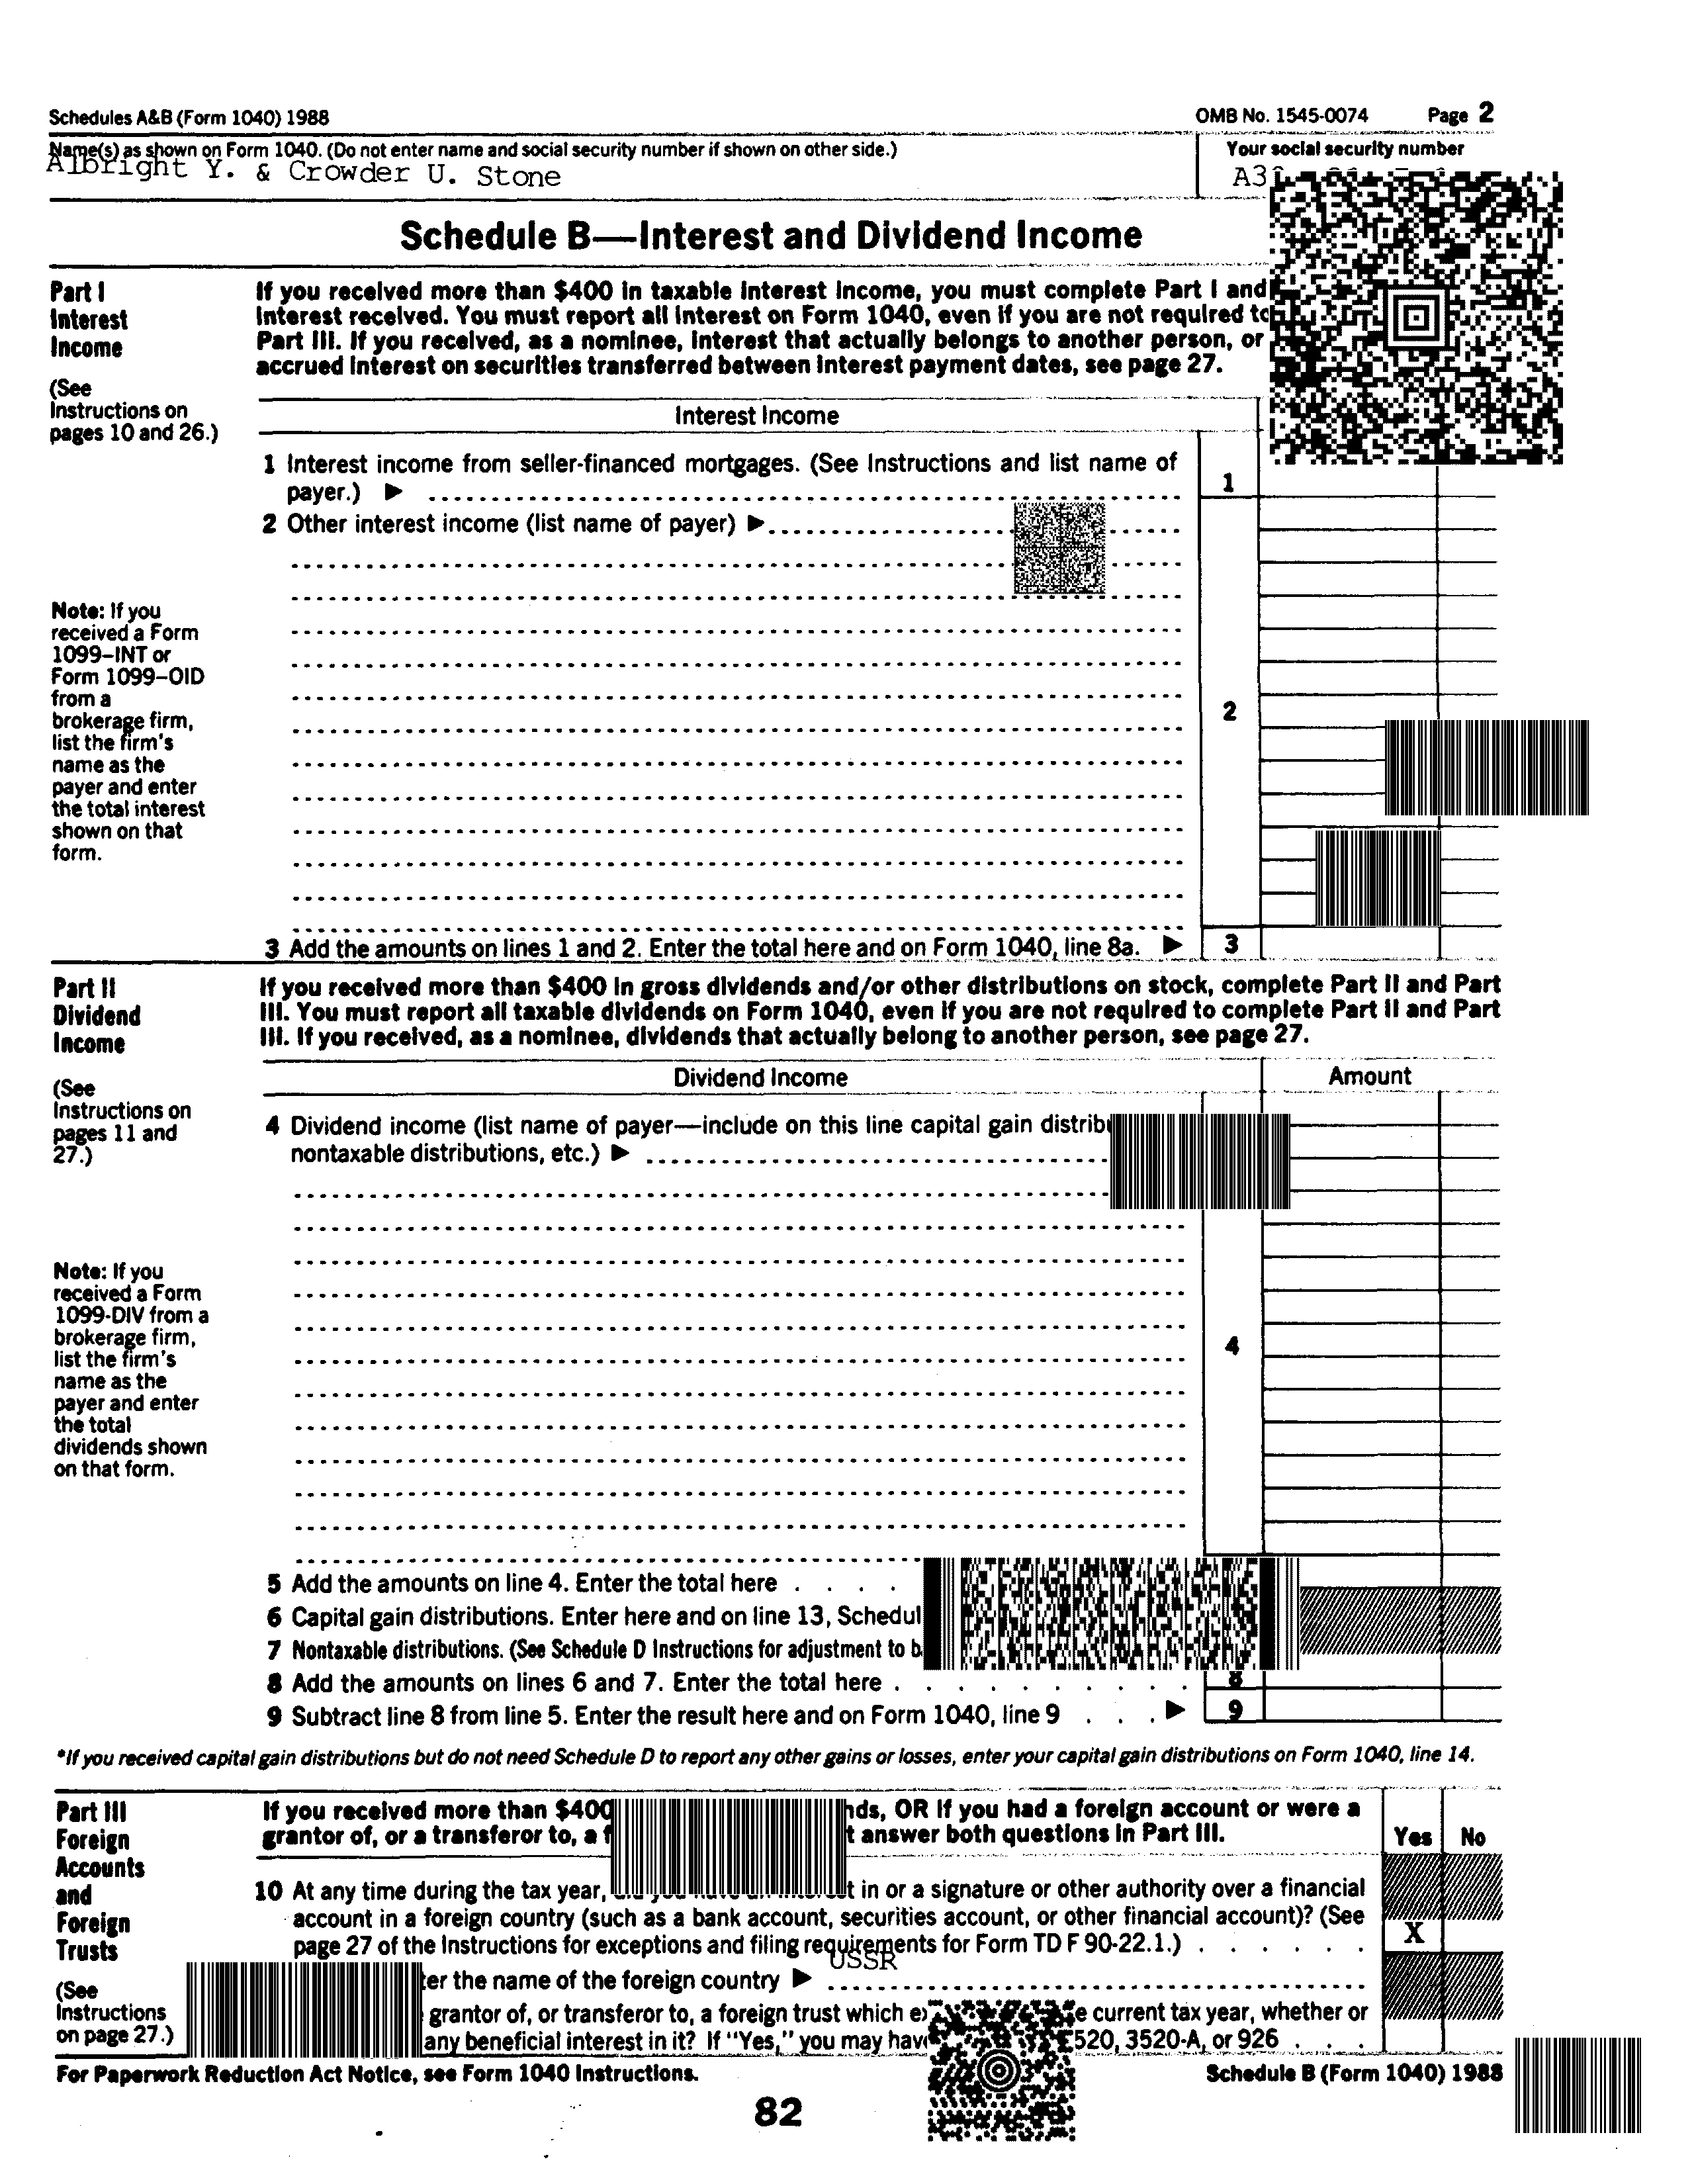 Schedules A&B (Form 1040) 1988 OMB No. 1545-0074 Page 2
Name(s) as shown on Form 1040. (Do not enter name and social security number if shown on other side.) Your social security number
Albright Y. & Crowder U. Stone
Schedule B—Interest and Dividend Income
Part I
Interest
Income
(See
Instructions on
pages 10 and 26.)
If you received more than $400 in taxable interest income, you must complete Part I and
interest received. You must report all interest on Form 1040, even if you are not required to
Part III. If you received, as a nominee, interest that actually belongs to another person, or
accrued interest on securities transferred between interest payment dates, see page 27.
Interest Income
1 Interest income from seller-financed mortgages. (See Instructions and list name of
payer.) ▶ 1
2 Other interest income (list name of payer) ▶
Note: If you
received a Form
1099–INT or
Form 1099–OID
from a
brokerage firm,
list the firm's
name as the
payer and enter
the total interest
shown on that
form.
2
3 Add the amounts on lines 1 and 2. Enter the total here and on Form 1040, line 8a. ▶ 3
Part II
Dividend
Income
(See
Instructions on
pages 11 and
27.)
If you received more than $400 in gross dividends and/or other distributions on stock, complete Part II and Part
III. You must report all taxable dividends on Form 1040, even if you are not required to complete Part II and Part
III. If you received, as a nominee, dividends that actually belong to another person, see page 27.
Dividend Income Amount
4 Dividend income (list name of payer—include on this line capital gain
nontaxable distributions, etc.) ▶
Note: If you
received a Form
1099-DIV from a
brokerage firm,
list the firm's
name as the
payer and enter
the total
dividends shown
on that form.
4
5 Add the amounts on line 4. Enter the total here . . . .
6 Capital gain distributions. Enter here and on line 13,
7 Nontaxable distributions. (See Schedule D Instructions for adjustment to
8 Add the amounts on lines 6 and 7. Enter the total here . . . . . . . . . . 8
9 Subtract line 8 from line 5. Enter the result here and on Form 1040, line 9 . . . ▶ 9
*If you received capital gain distributions but do not need Schedule D to report any other gains or losses, enter your capital gain distributions on Form 1040, line 14.
Part III
Foreign
Accounts
and
Foreign
Trusts
(See
Instructions
on page 27.)
If you received more than $400 OR if you had a foreign account or were a
grantor of, or a transferor to, a answer both questions in Part III.
Yes No
10 At any time during the tax year, in or a signature or other authority over a financial
account in a foreign country (such as a bank account, securities account, or other financial account)? (See
page 27 of the Instructions for exceptions and filing requirements for Form TD F 90-22.1.) . . . . . . X
the name of the foreign country ▶ USSR
grantor of, or transferor to, a foreign trust which current tax year, whether or
any beneficial interest in it? If "Yes," you may 3520-A, or 926 . . .
For Paperwork Reduction Act Notice, see Form 1040 Instructions. Schedule B (Form 1040) 1988
82